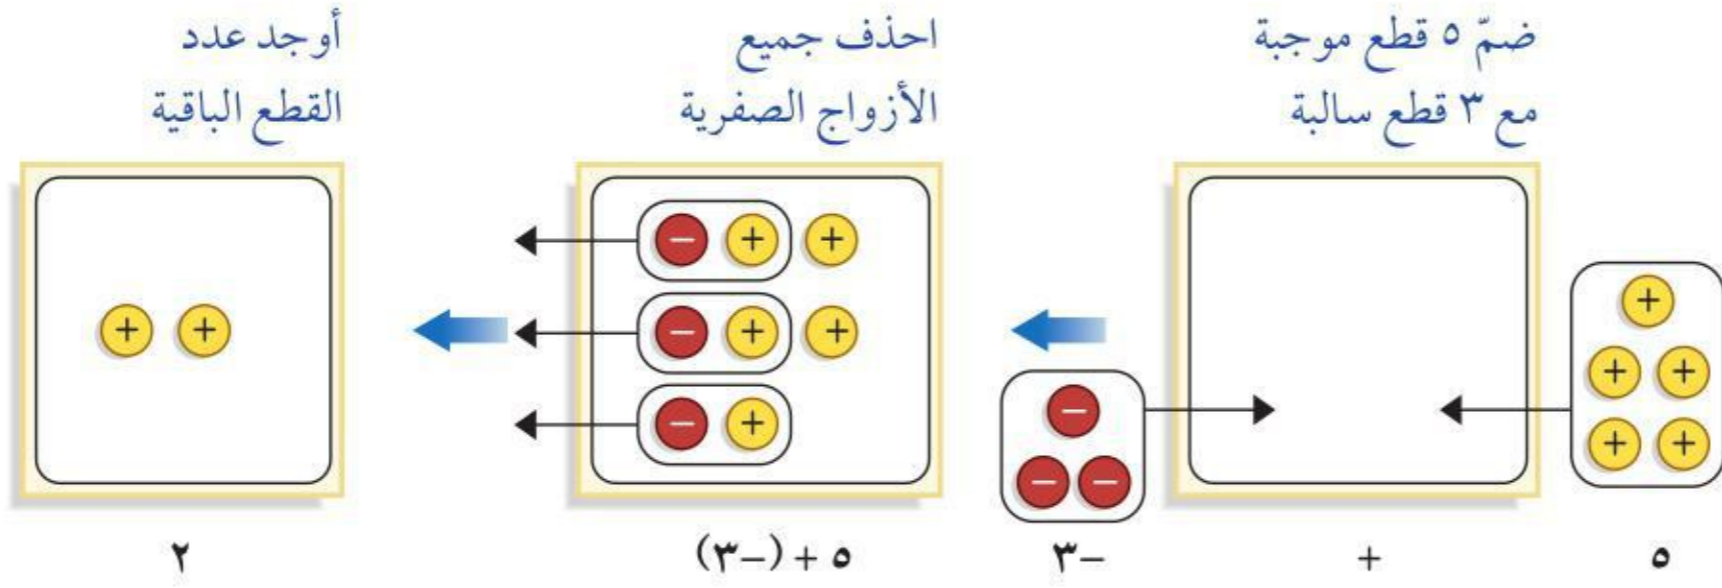 ضمّ ٥ قطع موجبة
مع ٣ قطع سالبة
احذف جميع
الأزواج الصفرية
أوجد عدد
القطع الباقية
+
+ +
+ +
−
− −
− + +
− + +
− +
+ +
٥ + −٣
٥ + (−٣)
٢